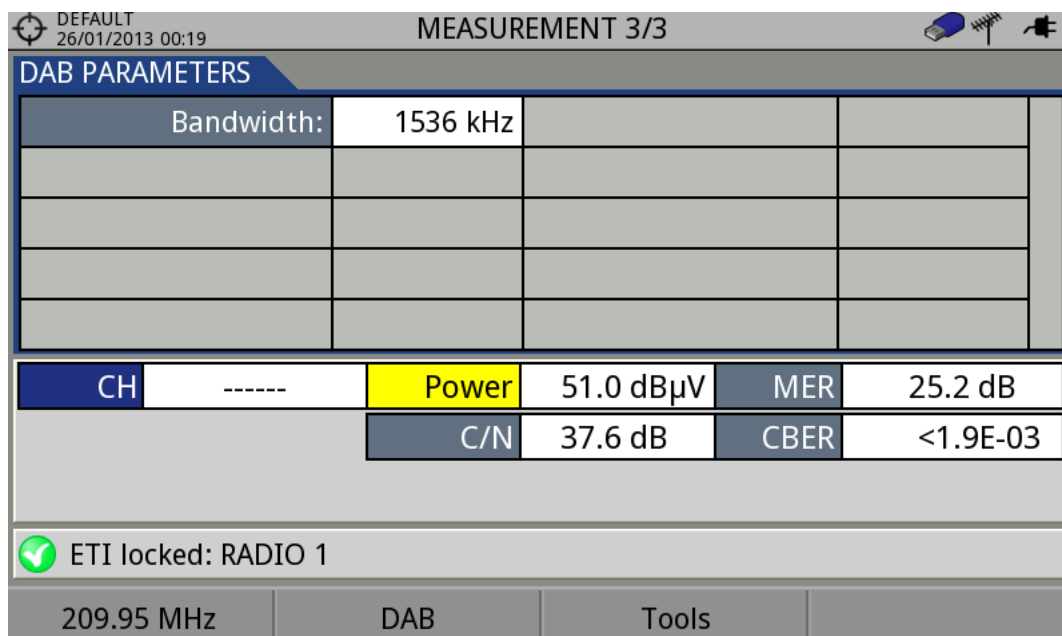 DEFAULT
26/01/2013 00:19
MEASUREMENT 3/3
DAB PARAMETERS
Bandwidth: 1536 kHz
CH ------ Power 51.0 dBµV MER 25.2 dB
C/N 37.6 dB CBER <1.9E-03
ETI locked: RADIO 1
209.95 MHz DAB Tools